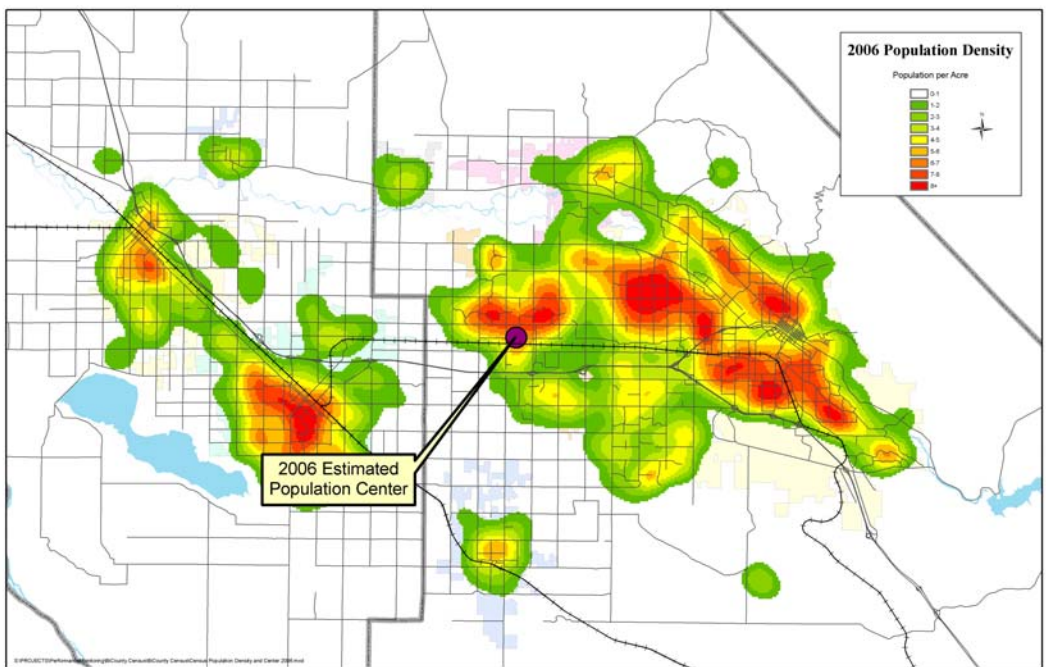 2006 Population Density
Population per Acre
0-1
1-2
2-3
3-4
4-5
5-6
6-7
7-8
8+
N
2006 Estimated
Population Center